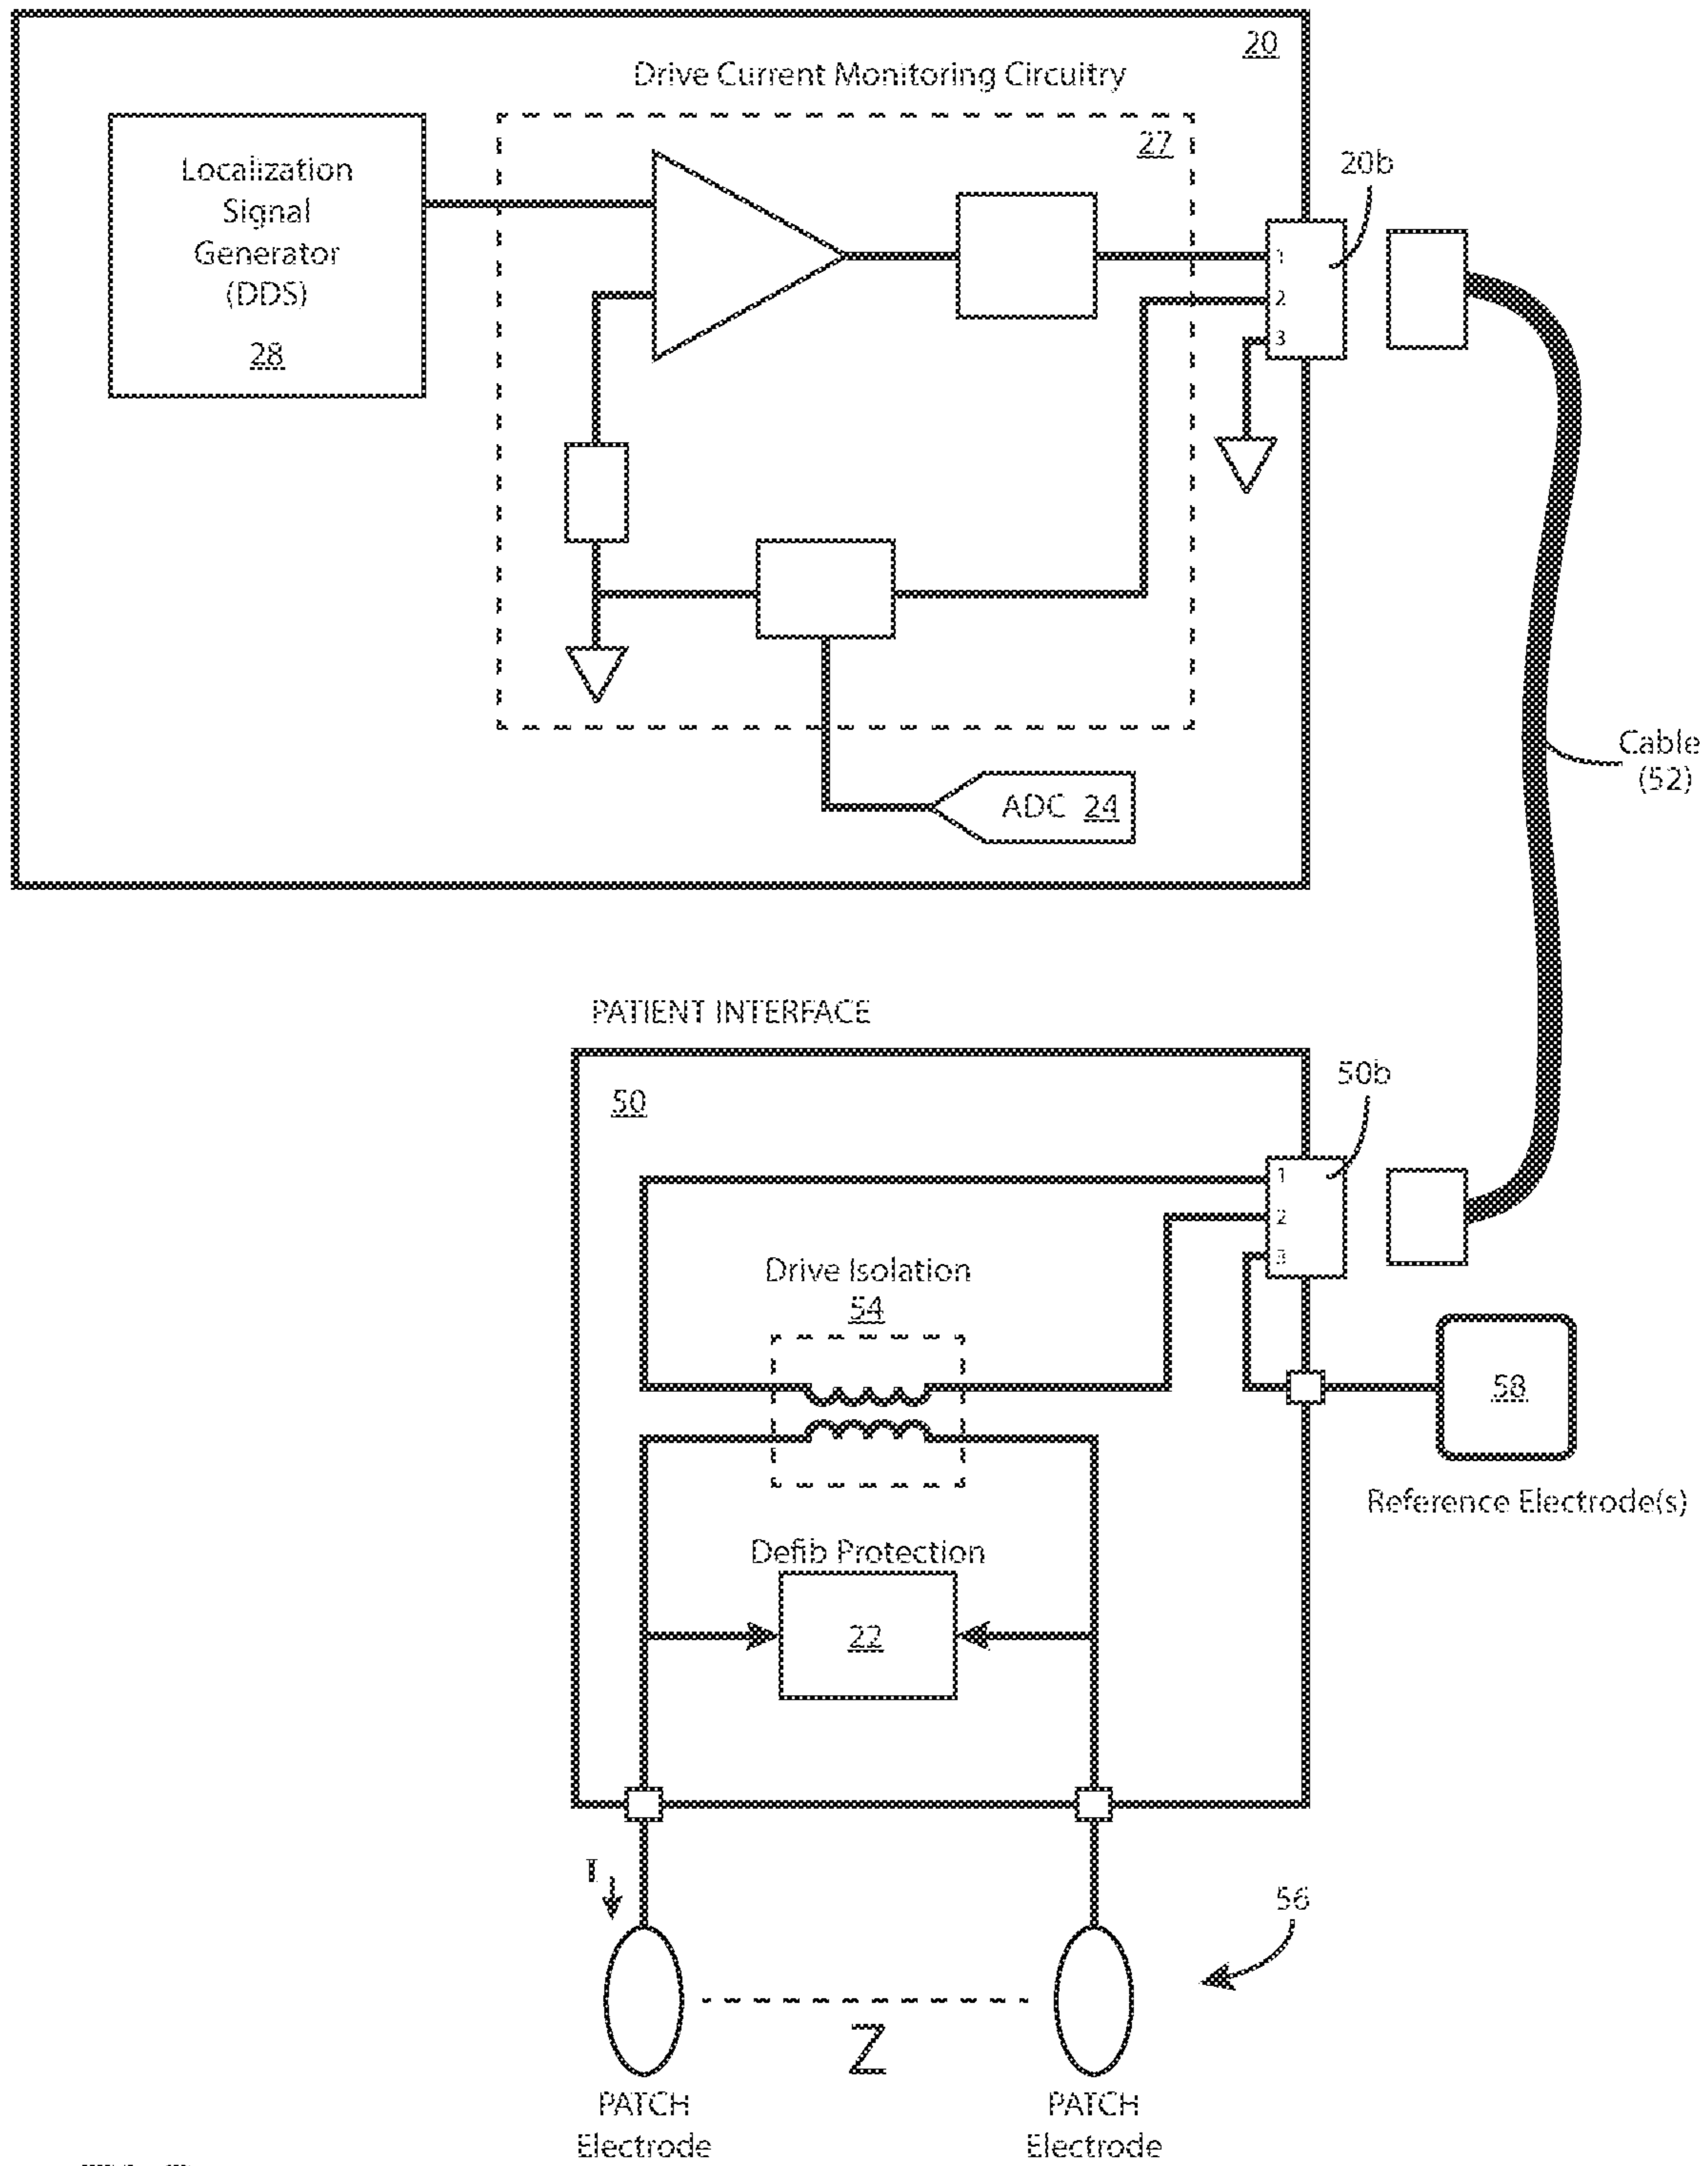 20
Drive Current Monitoring Circuitry
27
20b
Localization
Signal
Generator
(DDS)
28
1
2
3
Cable
(52)
ADC 24
PATIENT INTERFACE
50
50b
1
2
3
Drive Isolation
54
58
Reference Electrode(s)
Defib Protection
22
I
56
Z
PATCH
Electrode
PATCH
Electrode